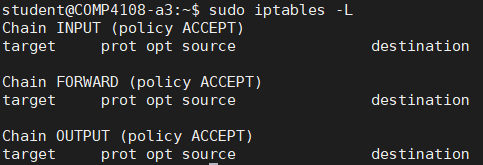 student@COMP4108-a3:~$ sudo iptables -L
Chain INPUT (policy ACCEPT)
target     prot opt source               destination

Chain FORWARD (policy ACCEPT)
target     prot opt source               destination

Chain OUTPUT (policy ACCEPT)
target     prot opt source               destination